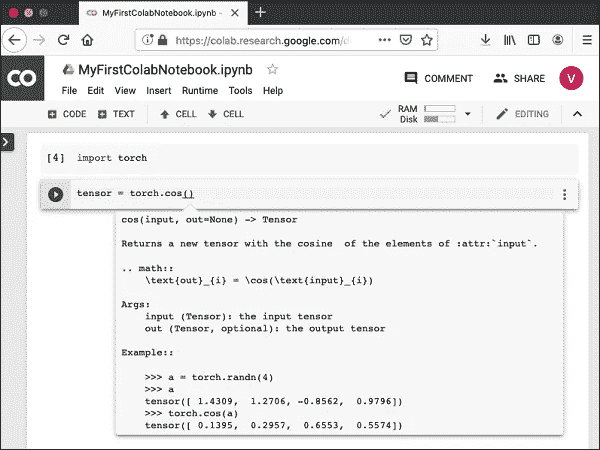 MyFirstColabNotebook.ipynb -
https://colab.research.google.com/d
CO
MyFirstColabNotebook.ipynb
COMMENT
SHARE
V
File Edit View Insert Runtime Tools Help
CODE TEXT CELL CELL
RAM
Disk
EDITING
[4] import torch
tensor = torch.cos()
cos(input, out=None) -> Tensor
Returns a new tensor with the cosine  of the elements of :attr:`input`.
.. math::
\text{out}_{i} = \cos(\text{input}_{i})
Args:
input (Tensor): the input tensor
out (Tensor, optional): the output tensor
Example::
>>> a = torch.randn(4)
>>> a
tensor([ 1.4309,  1.2706, -0.8562,  0.9796])
>>> torch.cos(a)
tensor([ 0.1395,  0.2957,  0.6553,  0.5574])